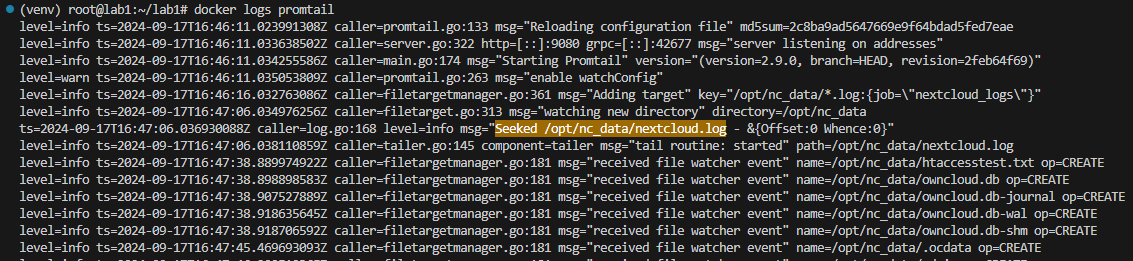 (venv) root@lab1:~/lab1# docker logs promtail
level=info ts=2024-09-17T16:46:11.023991308Z caller=promtail.go:133 msg="Reloading configuration file" md5sum=2c8ba9ad5647669e9f64bdad5fed7eae
level=info ts=2024-09-17T16:46:11.033638502Z caller=server.go:322 http=[::]:9080 grpc=[::]:42677 msg="server listening on addresses"
level=info ts=2024-09-17T16:46:11.034255586Z caller=main.go:174 msg="Starting Promtail" version="(version=2.9.0, branch=HEAD, revision=2feb64f69)"
level=warn ts=2024-09-17T16:46:11.035053809Z caller=promtail.go:263 msg="enable watchConfig"
level=info ts=2024-09-17T16:46:16.032763086Z caller=filetargetmanager.go:361 msg="Adding target" key="/opt/nc_data/*.log:{job=\"nextcloud_logs\"}"
level=info ts=2024-09-17T16:47:06.034976256Z caller=filetarget.go:313 msg="watching new directory" directory=/opt/nc_data
ts=2024-09-17T16:47:06.036930088Z caller=log.go:168 level=info msg="Seeked /opt/nc_data/nextcloud.log - &{Offset:0 Whence:0}"
level=info ts=2024-09-17T16:47:06.038110859Z caller=tailer.go:145 component=tailer msg="tail routine: started" path=/opt/nc_data/nextcloud.log
level=info ts=2024-09-17T16:47:38.889974922Z caller=filetargetmanager.go:181 msg="received file watcher event" name=/opt/nc_data/htaccesstest.txt op=CREATE
level=info ts=2024-09-17T16:47:38.898898583Z caller=filetargetmanager.go:181 msg="received file watcher event" name=/opt/nc_data/owncloud.db op=CREATE
level=info ts=2024-09-17T16:47:38.907527889Z caller=filetargetmanager.go:181 msg="received file watcher event" name=/opt/nc_data/owncloud.db-journal op=CREATE
level=info ts=2024-09-17T16:47:38.918635645Z caller=filetargetmanager.go:181 msg="received file watcher event" name=/opt/nc_data/owncloud.db-wal op=CREATE
level=info ts=2024-09-17T16:47:38.918706592Z caller=filetargetmanager.go:181 msg="received file watcher event" name=/opt/nc_data/owncloud.db-shm op=CREATE
level=info ts=2024-09-17T16:47:45.469693093Z caller=filetargetmanager.go:181 msg="received file watcher event" name=/opt/nc_data/.ocdata op=CREATE